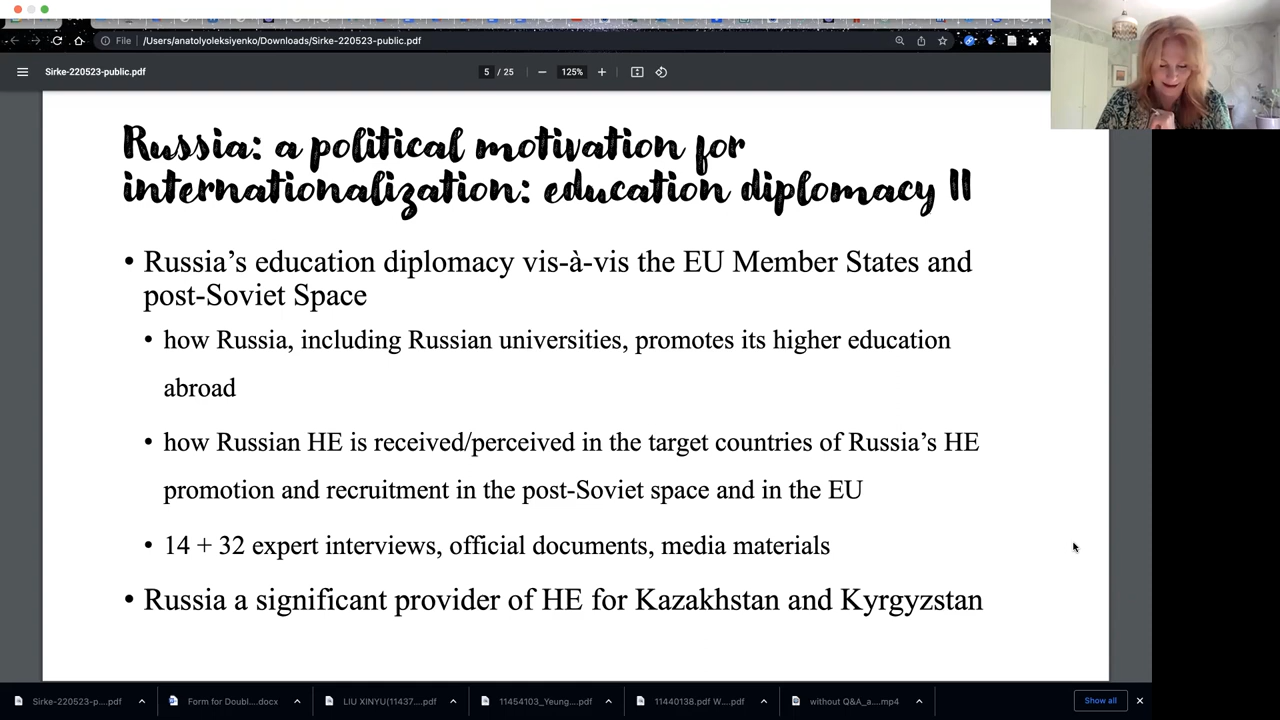 File
/Users/anatolyoleksiyenko/Downloads/Sirke-220523-public.pdf
Sirke-220523-public.pdf
5 / 25
125%
Russia: a political motivation for
internationalization: education diplomacy II
• Russia’s education diplomacy vis-à-vis the EU Member States and
post-Soviet Space
• how Russia, including Russian universities, promotes its higher education
abroad
• how Russian HE is received/perceived in the target countries of Russia’s HE
promotion and recruitment in the post-Soviet space and in the EU
• 14 + 32 expert interviews, official documents, media materials
• Russia a significant provider of HE for Kazakhstan and Kyrgyzstan
Sirke-220523-p....pdf
Form for Doubl....docx
LIU XINYU(11437....pdf
11454103_Yeung....pdf
11440138.pdf W....pdf
without Q&A_a....mp4
Show all